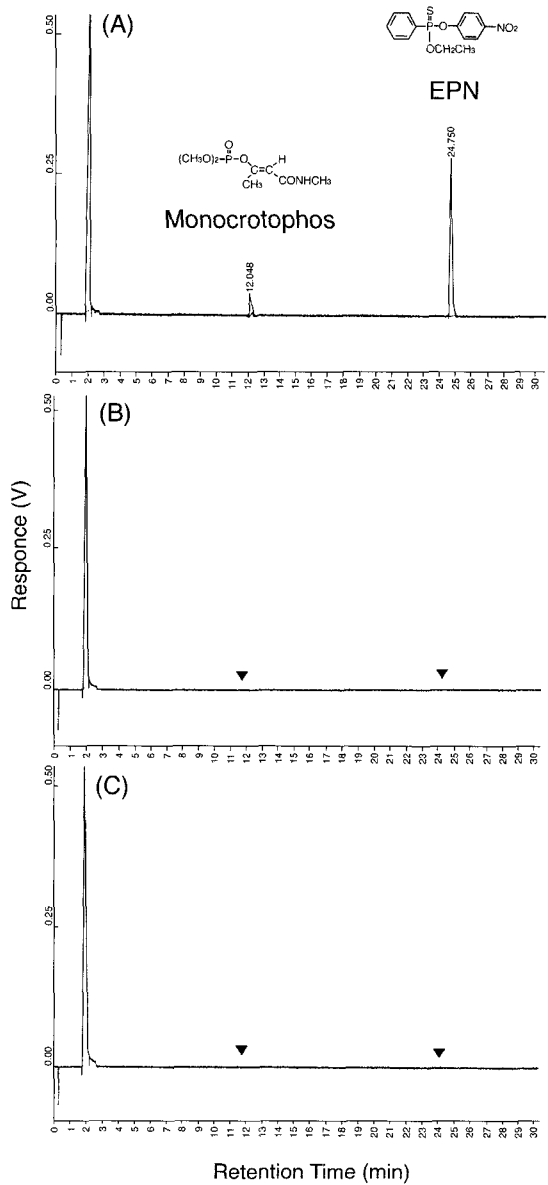 0.50
(A)
S
P
O
NO2
OCH2CH3
EPN
24.750
0.25
O
(CH3O)2-P-O
H
C=C
CH3
CONHCH3
Monocrotophos
12.048
0.00
0 1 2 3 4 5 6 7 8 9 10 11 12 13 14 15 16 17 18 19 20 21 22 23 24 25 26 27 28 29 30
0.50
(B)
0.25
0.00
0 1 2 3 4 5 6 7 8 9 10 11 12 13 14 15 16 17 18 19 20 21 22 23 24 25 26 27 28 29 30
Responce (V)
0.50
(C)
0.25
0.00
0 1 2 3 4 5 6 7 8 9 10 11 12 13 14 15 16 17 18 19 20 21 22 23 24 25 26 27 28 29 30
Retention Time (min)